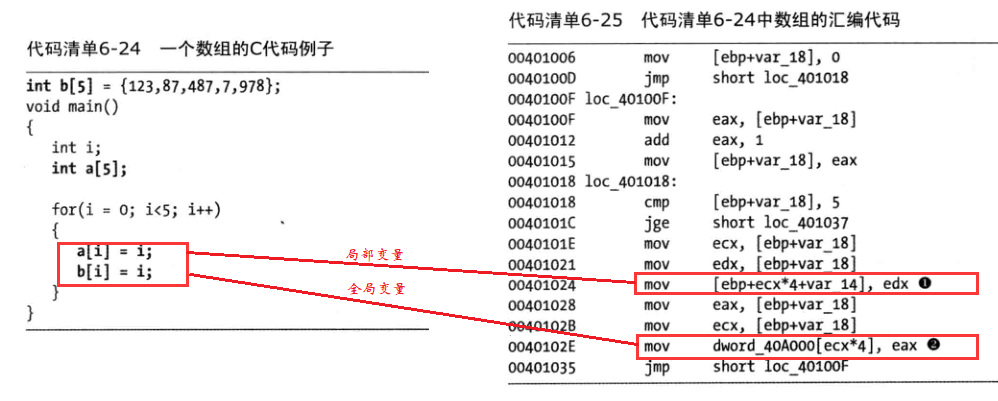 代码清单6-24 一个数组的C代码例子
int b[5] = {123,87,487,7,978};
void main()
{
int i;
int a[5];
for(i = 0; i<5; i++)
{
a[i] = i;
b[i] = i;
}
}
局部变量
全局变量
代码清单6-25 代码清单6-24中数组的汇编代码
00401006 mov [ebp+var_18], 0
0040100D jmp short loc_401018
0040100F loc_40100F:
0040100F mov eax, [ebp+var_18]
00401012 add eax, 1
00401015 mov [ebp+var_18], eax
00401018 loc_401018:
00401018 cmp [ebp+var_18], 5
0040101C jge short loc_401037
0040101E mov ecx, [ebp+var_18]
00401021 mov edx, [ebp+var_18]
00401024 mov [ebp+ecx*4+var_14], edx ❶
00401028 mov eax, [ebp+var_18]
0040102B mov ecx, [ebp+var_18]
0040102E mov dword_40A000[ecx*4], eax ❷
00401035 jmp short loc_40100F